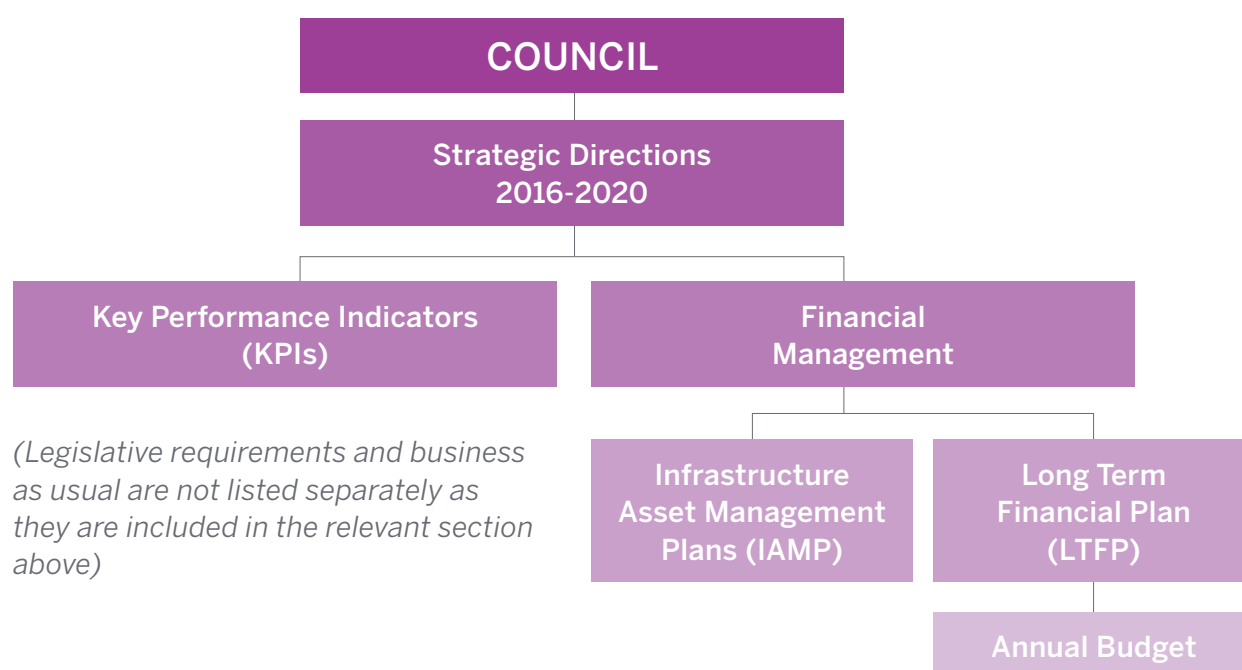 COUNCIL
Strategic Directions
2016-2020
Key Performance Indicators
(KPIs)
Financial
Management
(Legislative requirements and business
as usual are not listed separately as
they are included in the relevant section
above)
Infrastructure
Asset Management
Plans (IAMP)
Long Term
Financial Plan
(LTFP)
Annual Budget